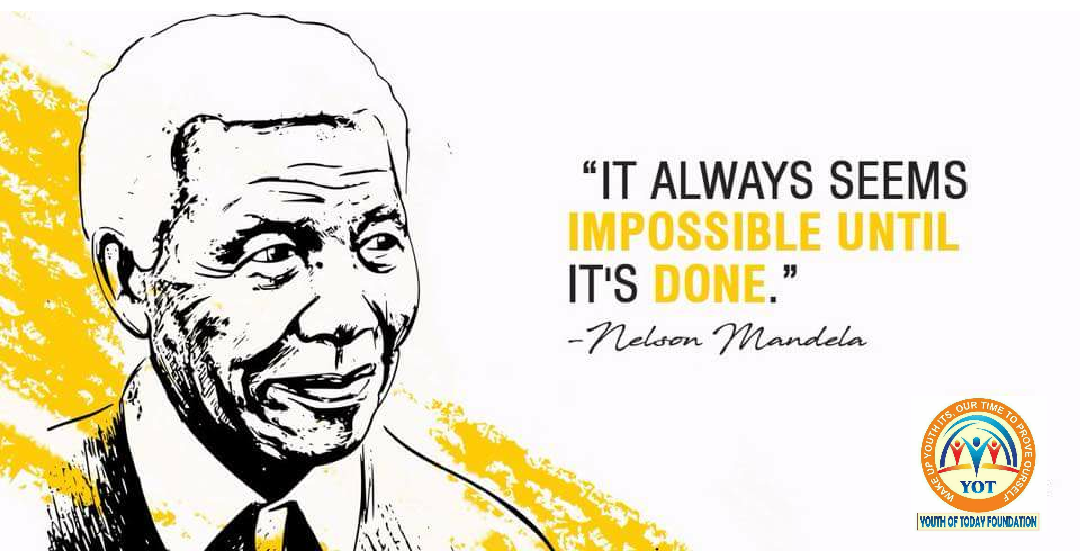 “IT ALWAYS SEEMS
IMPOSSIBLE UNTIL
IT'S DONE.”
-Nelson Mandela
WAKE UP YOUTH ITS, OUR TIME TO PROVE OURSELF
YOT
YOUTH OF TODAY FOUNDATION